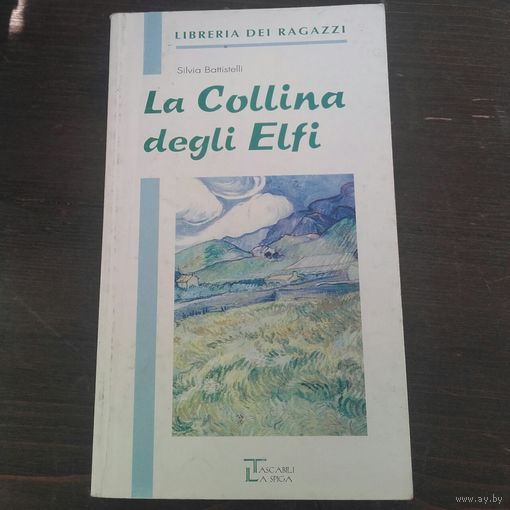 LIBRERIA DEI RAGAZZI
Silvia Battistelli
La Collina
degli Elfi
TASCABILI
LA SPIGA
www.ay.by